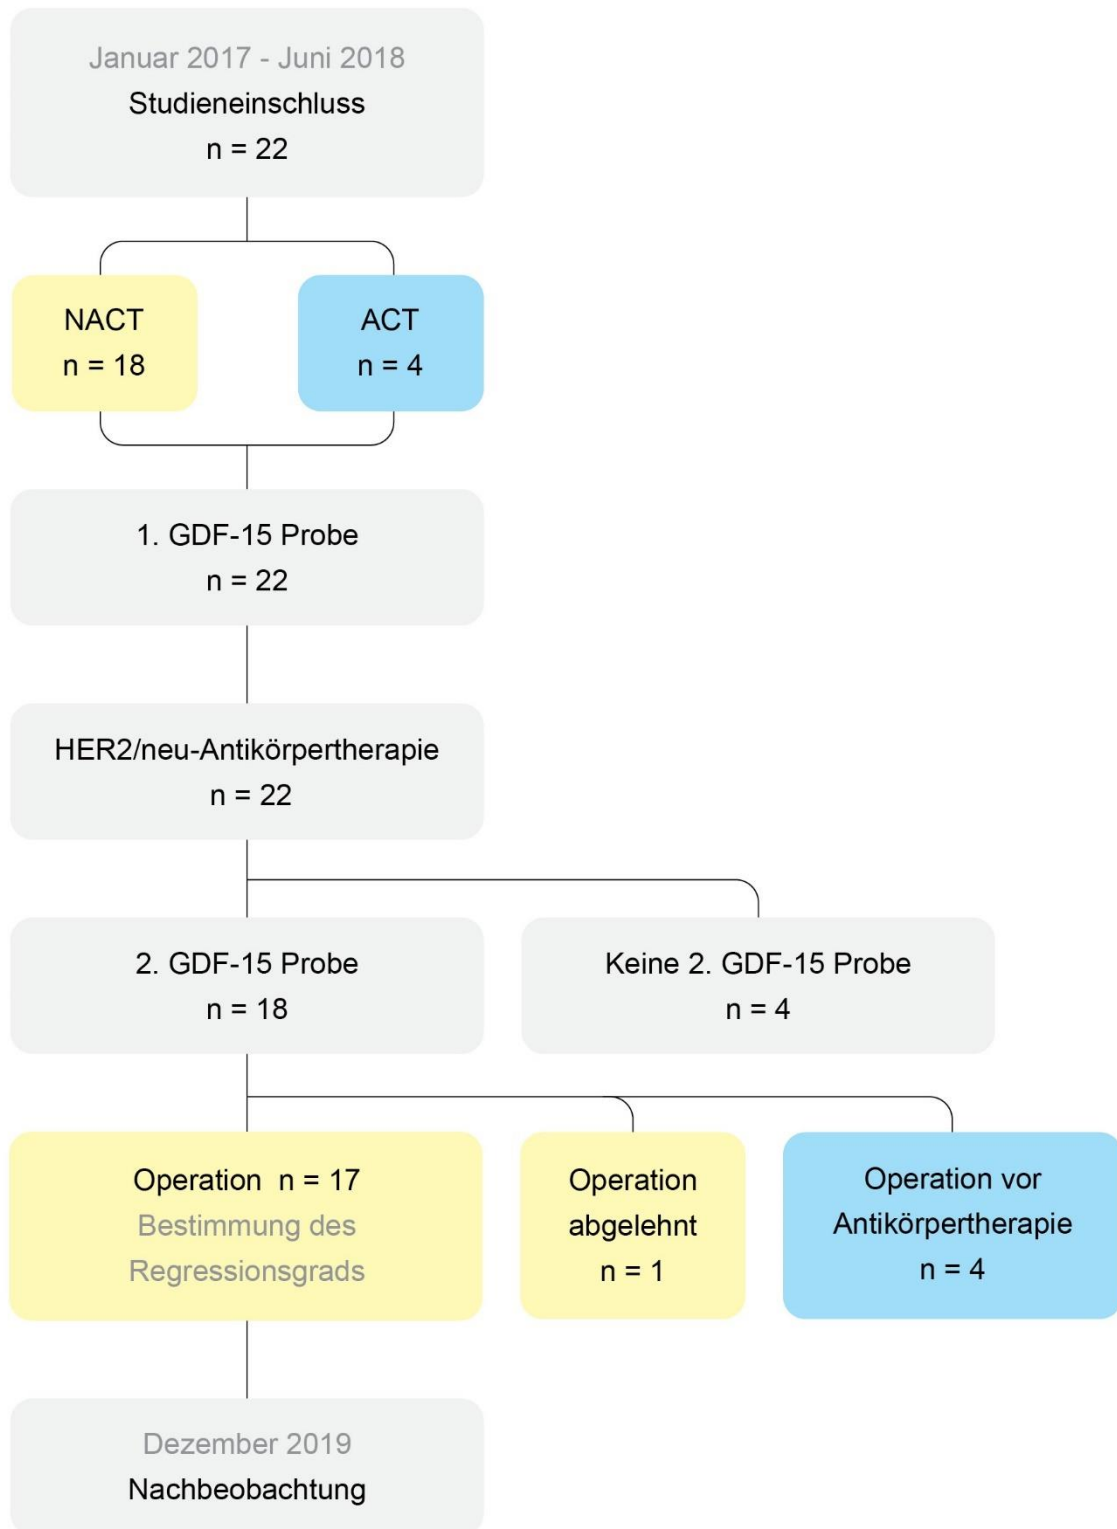 Januar 2017 - Juni 2018
Studieneinschluss
n = 22
NACT
n = 18
ACT
n = 4
1. GDF-15 Probe
n = 22
HER2/neu-Antikörpertherapie
n = 22
2. GDF-15 Probe
n = 18
Keine 2. GDF-15 Probe
n = 4
Operation n = 17
Bestimmung des
Regressionsgrads
Operation
abgelehnt
n = 1
Operation vor
Antikörpertherapie
n = 4
Dezember 2019
Nachbeobachtung